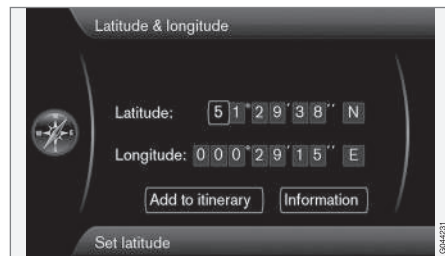 Latitude & longitude
Latitude: 51°29'38'' N
Longitude: 000°29'15'' E
Add to itinerary Information
Set latitude
G044231